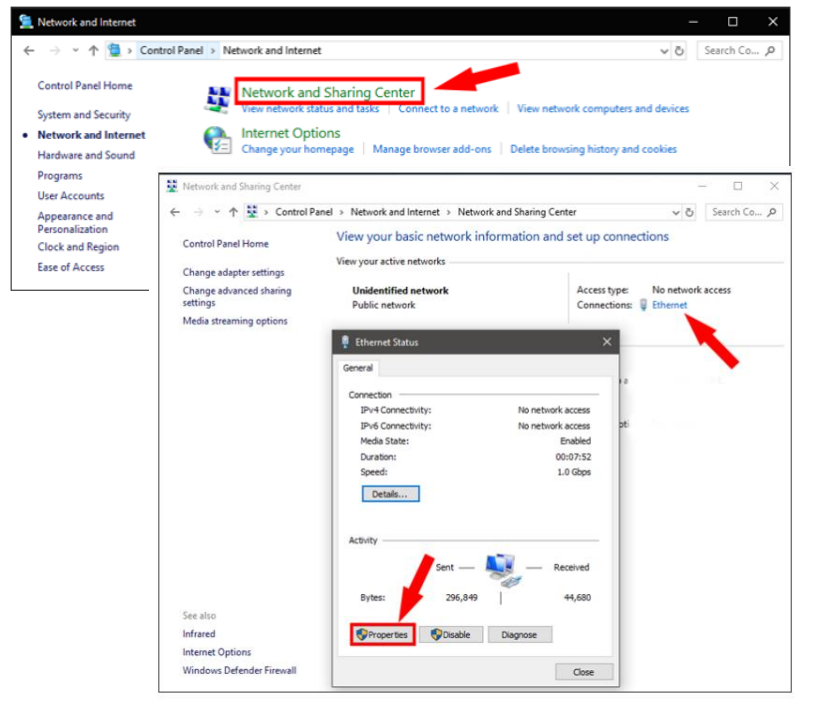 Network and Internet
Control Panel > Network and Internet
Search Co...
Control Panel Home
System and Security
Network and Internet
Hardware and Sound
Programs
User Accounts
Appearance and
Personalization
Clock and Region
Ease of Access
Network and Sharing Center
View network status and tasks | Connect to a network | View network computers and devices
Internet Options
Change your homepage | Manage browser add-ons | Delete browsing history and cookies
Network and Sharing Center
Control Panel > Network and Internet > Network and Sharing Center
Search Co...
Control Panel Home
Change adapter settings
Change advanced sharing
settings
Media streaming options
View your basic network information and set up connections
View your active networks
Unidentified network
Public network
Access type: No network access
Connections: Ethernet
Ethernet Status
General
Connection
IPv4 Connectivity: No network access
IPv6 Connectivity: No network access
Media State: Enabled
Duration: 00:07:52
Speed: 1.0 Gbps
Details...
Activity
Sent — — Received
Bytes: 296,849 | 44,680
Properties
Disable
Diagnose
Close
See also
Infrared
Internet Options
Windows Defender Firewall